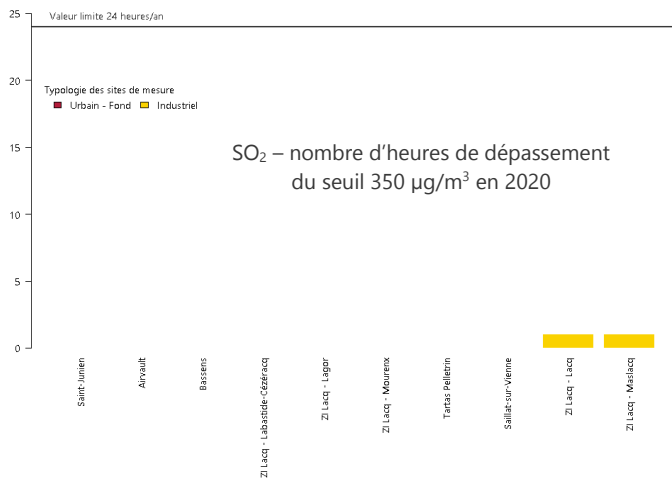 25
Valeur limite 24 heures/an
20
Typologie des sites de mesure
Urbain - Fond
Industriel
15
SO₂ – nombre d'heures de dépassement
du seuil 350 µg/m³ en 2020
10
5
0
Saint-Junien
Airvault
Bassens
ZI Lacq - Labastide-Cézéracq
ZI Lacq - Lagor
ZI Lacq - Mourenx
Tartas Pelletrin
Saillat-sur-Vienne
ZI Lacq - Lacq
ZI Lacq - Maslacq